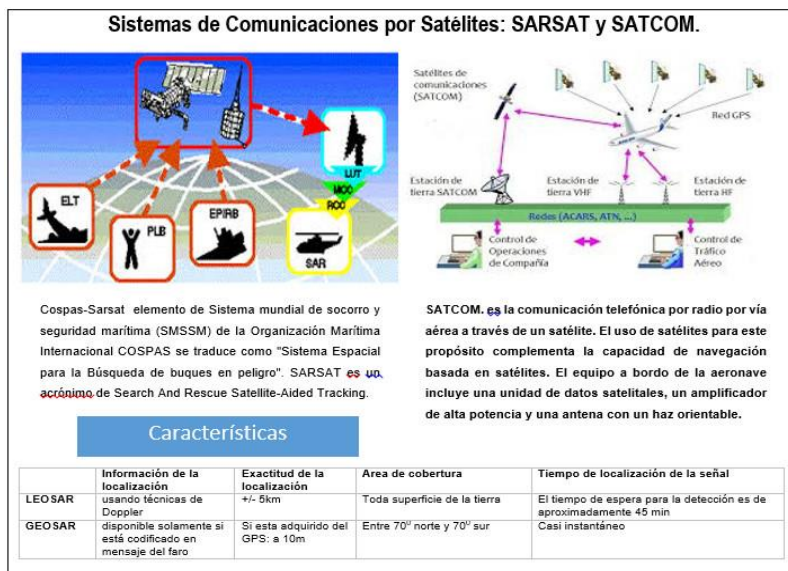 Sistemas de Comunicaciones por Satélites: SARSAT y SATCOM.
ELT
PLB
EPIRB
LUT
MCC
RCC
SAR
Satélites de
comunicaciones
(SATCOM)
Red GPS
Estación de
tierra SATCOM
Estación de
tierra VHF
Estación de
tierra HF
Redes (ACARS, ATN, ...)
Control de
Operaciones
de Compañía
Control de
Tráfico
Aéreo
Cospas-Sarsat elemento de Sistema mundial de socorro y
seguridad marítima (SMSSM) de la Organización Marítima
Internacional COSPAS se traduce como "Sistema Espacial
para la Búsqueda de buques en peligro". SARSAT es un
acrónimo de Search And Rescue Satellite-Aided Tracking.
SATCOM. es la comunicación telefónica por radio por vía
aérea a través de un satélite. El uso de satélites para este
propósito complementa la capacidad de navegación
basada en satélites. El equipo a bordo de la aeronave
incluye una unidad de datos satelitales, un amplificador
de alta potencia y una antena con un haz orientable.
Características
Información de la
localización
Exactitud de la
localización
Area de cobertura
Tiempo de localización de la señal
LEOSAR
usando técnicas de
Doppler
+/- 5km
Toda superficie de la tierra
El tiempo de espera para la detección es de
aproximadamente 45 min
GEOSAR
disponible solamente si
está codificado en
mensaje del faro
Si esta adquirido del
GPS: a 10m
Entre 70⁰ norte y 70⁰ sur
Casi instantáneo